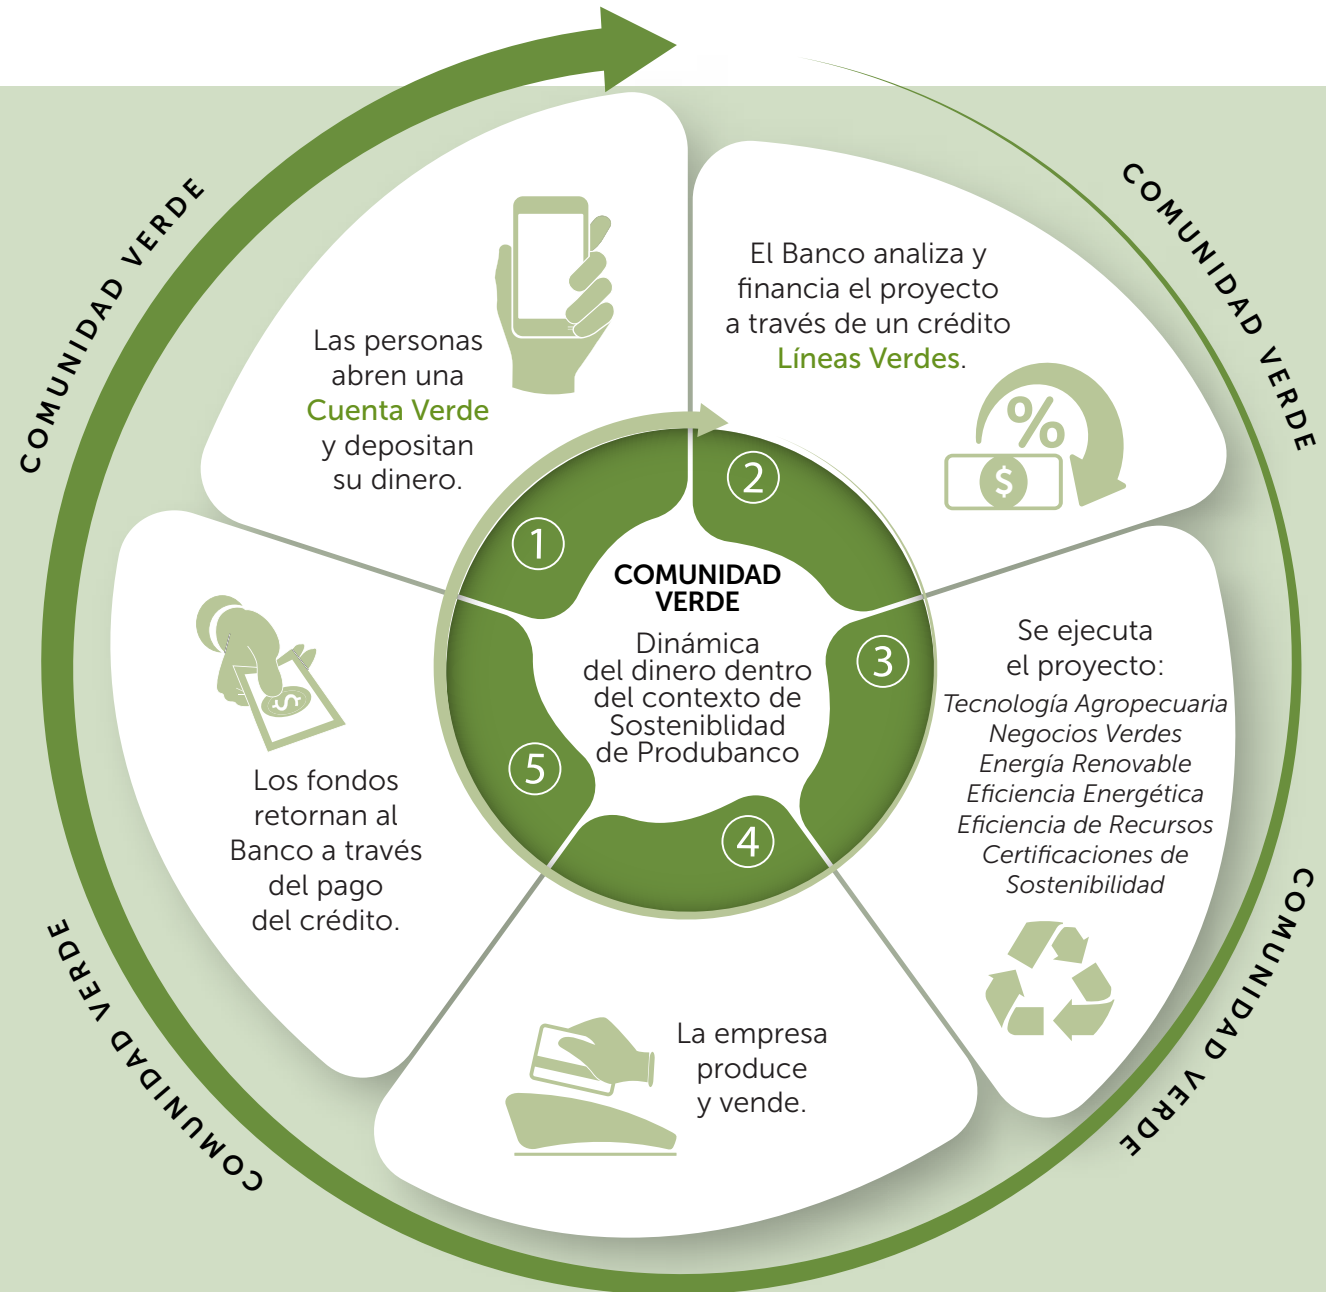 COMUNIDAD VERDE
COMUNIDAD VERDE
COMUNIDAD VERDE
COMUNIDAD VERDE
COMUNIDAD
VERDE
Dinámica
del dinero dentro
del contexto de
Sosteniblidad
de Produbanco
1
Las personas
abren una
Cuenta Verde
y depositan
su dinero.
2
El Banco analiza y
financia el proyecto
a través de un crédito
Líneas Verdes.
%
$
3
Se ejecuta
el proyecto:
Tecnología Agropecuaria
Negocios Verdes
Energía Renovable
Eficiencia Energética
Eficiencia de Recursos
Certificaciones de
Sostenibilidad
4
La empresa
produce
y vende.
5
$
Los fondos
retornan al
Banco a través
del pago
del crédito.